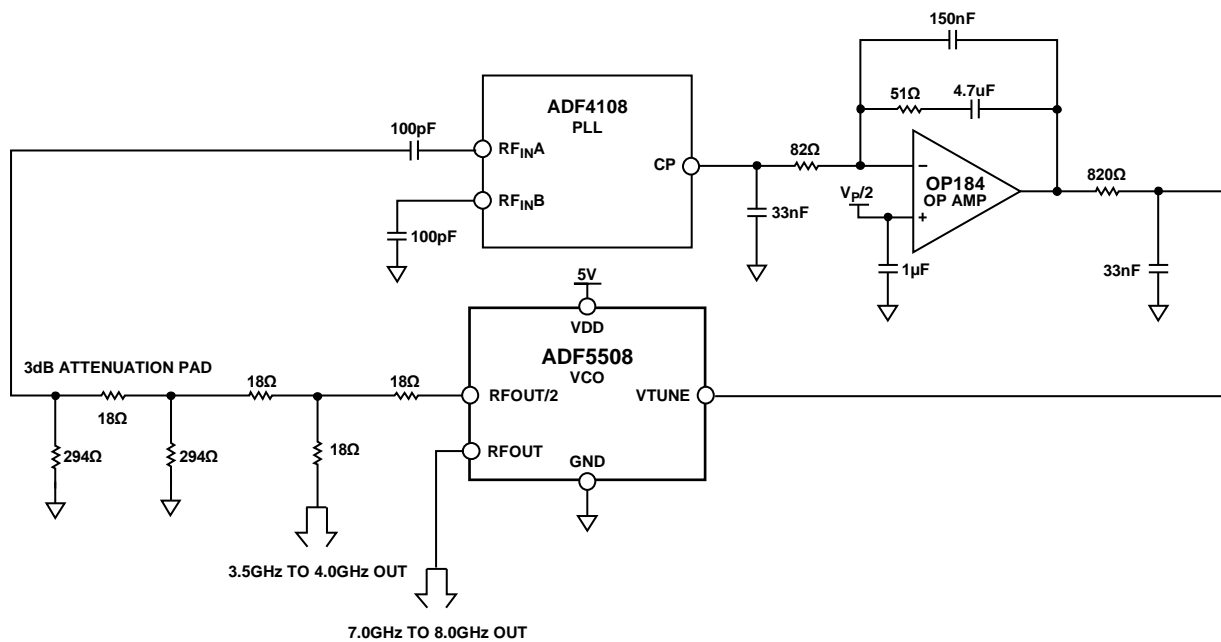 150nF
51Ω
4.7uF
ADF4108
PLL
100pF
RFINA
CP
82Ω
OP184
OP AMP
−
+
820Ω
VP/2
RFINB
33nF
100pF
1µF
33nF
5V
VDD
ADF5508
VCO
3dB ATTENUATION PAD
18Ω
18Ω
RFOUT/2
VTUNE
18Ω
294Ω
294Ω
18Ω
RFOUT
GND
3.5GHz TO 4.0GHz OUT
7.0GHz TO 8.0GHz OUT